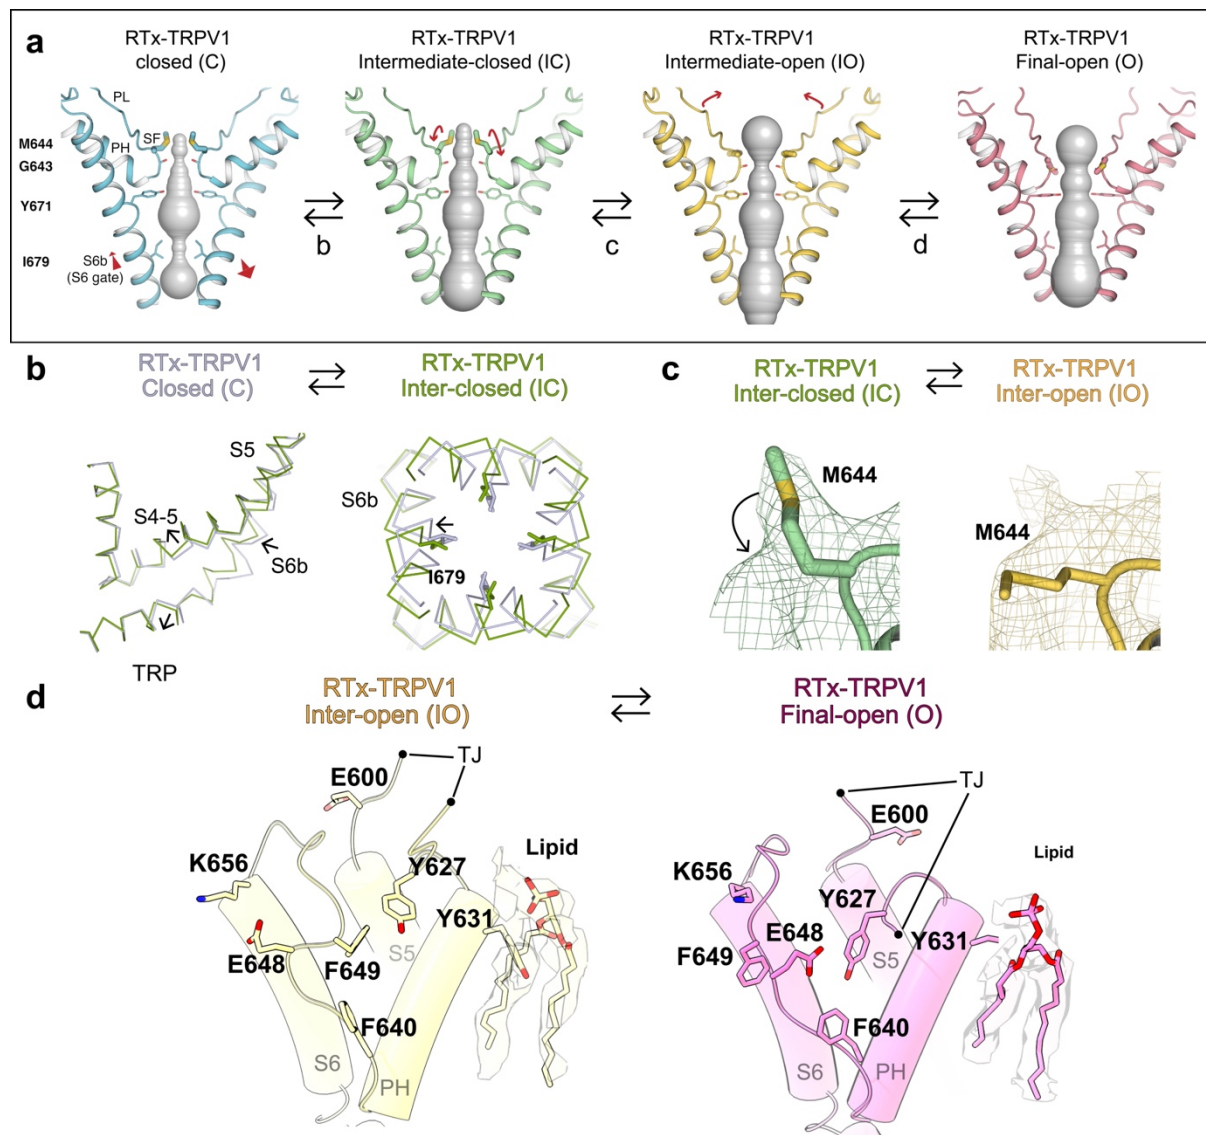 a
RTx-TRPV1
closed (C)
RTx-TRPV1
Intermediate-closed (IC)
RTx-TRPV1
Intermediate-open (IO)
RTx-TRPV1
Final-open (O)
PL
SF
PH
M644
G643
Y671
I679
S6b
(S6 gate)
b
c
d
b
RTx-TRPV1
Closed (C)
RTx-TRPV1
Inter-closed (IC)
S5
S4-5
S6b
TRP
S6b
I679
c
RTx-TRPV1
Inter-closed (IC)
RTx-TRPV1
Inter-open (IO)
M644
M644
d
RTx-TRPV1
Inter-open (IO)
RTx-TRPV1
Final-open (O)
TJ
E600
K656
Y627
Lipid
Y631
E648
F649
S5
F640
S6
PH
TJ
E600
Lipid
K656
Y627
E648
Y631
F649
S5
F640
S6
PH